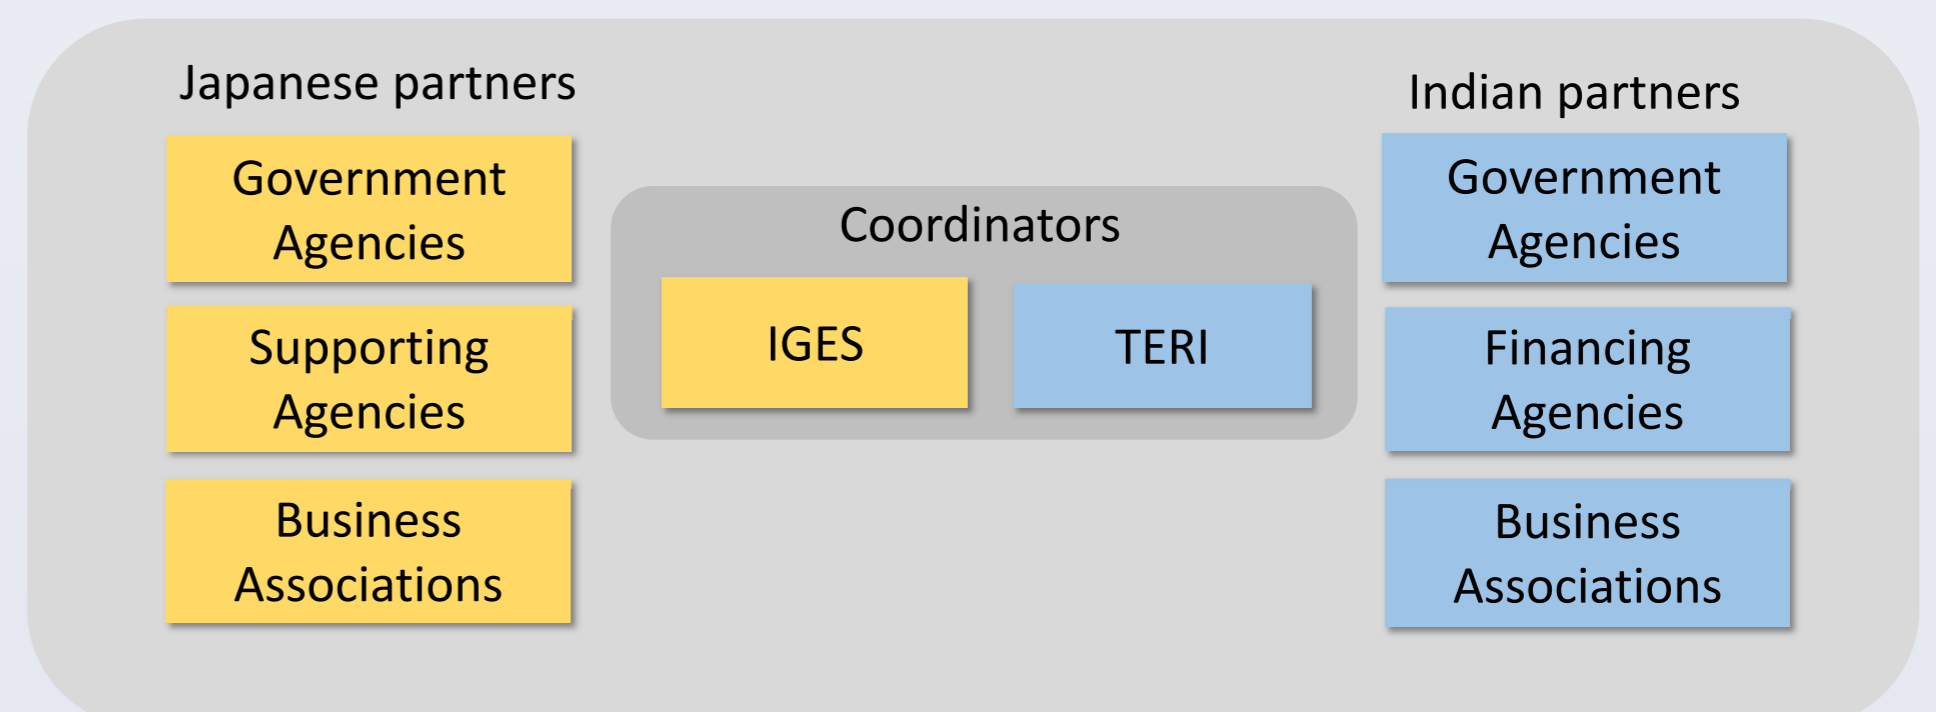 Japanese partners
Government
Agencies
Supporting
Agencies
Business
Associations
Coordinators
IGES
TERI
Indian partners
Government
Agencies
Financing
Agencies
Business
Associations